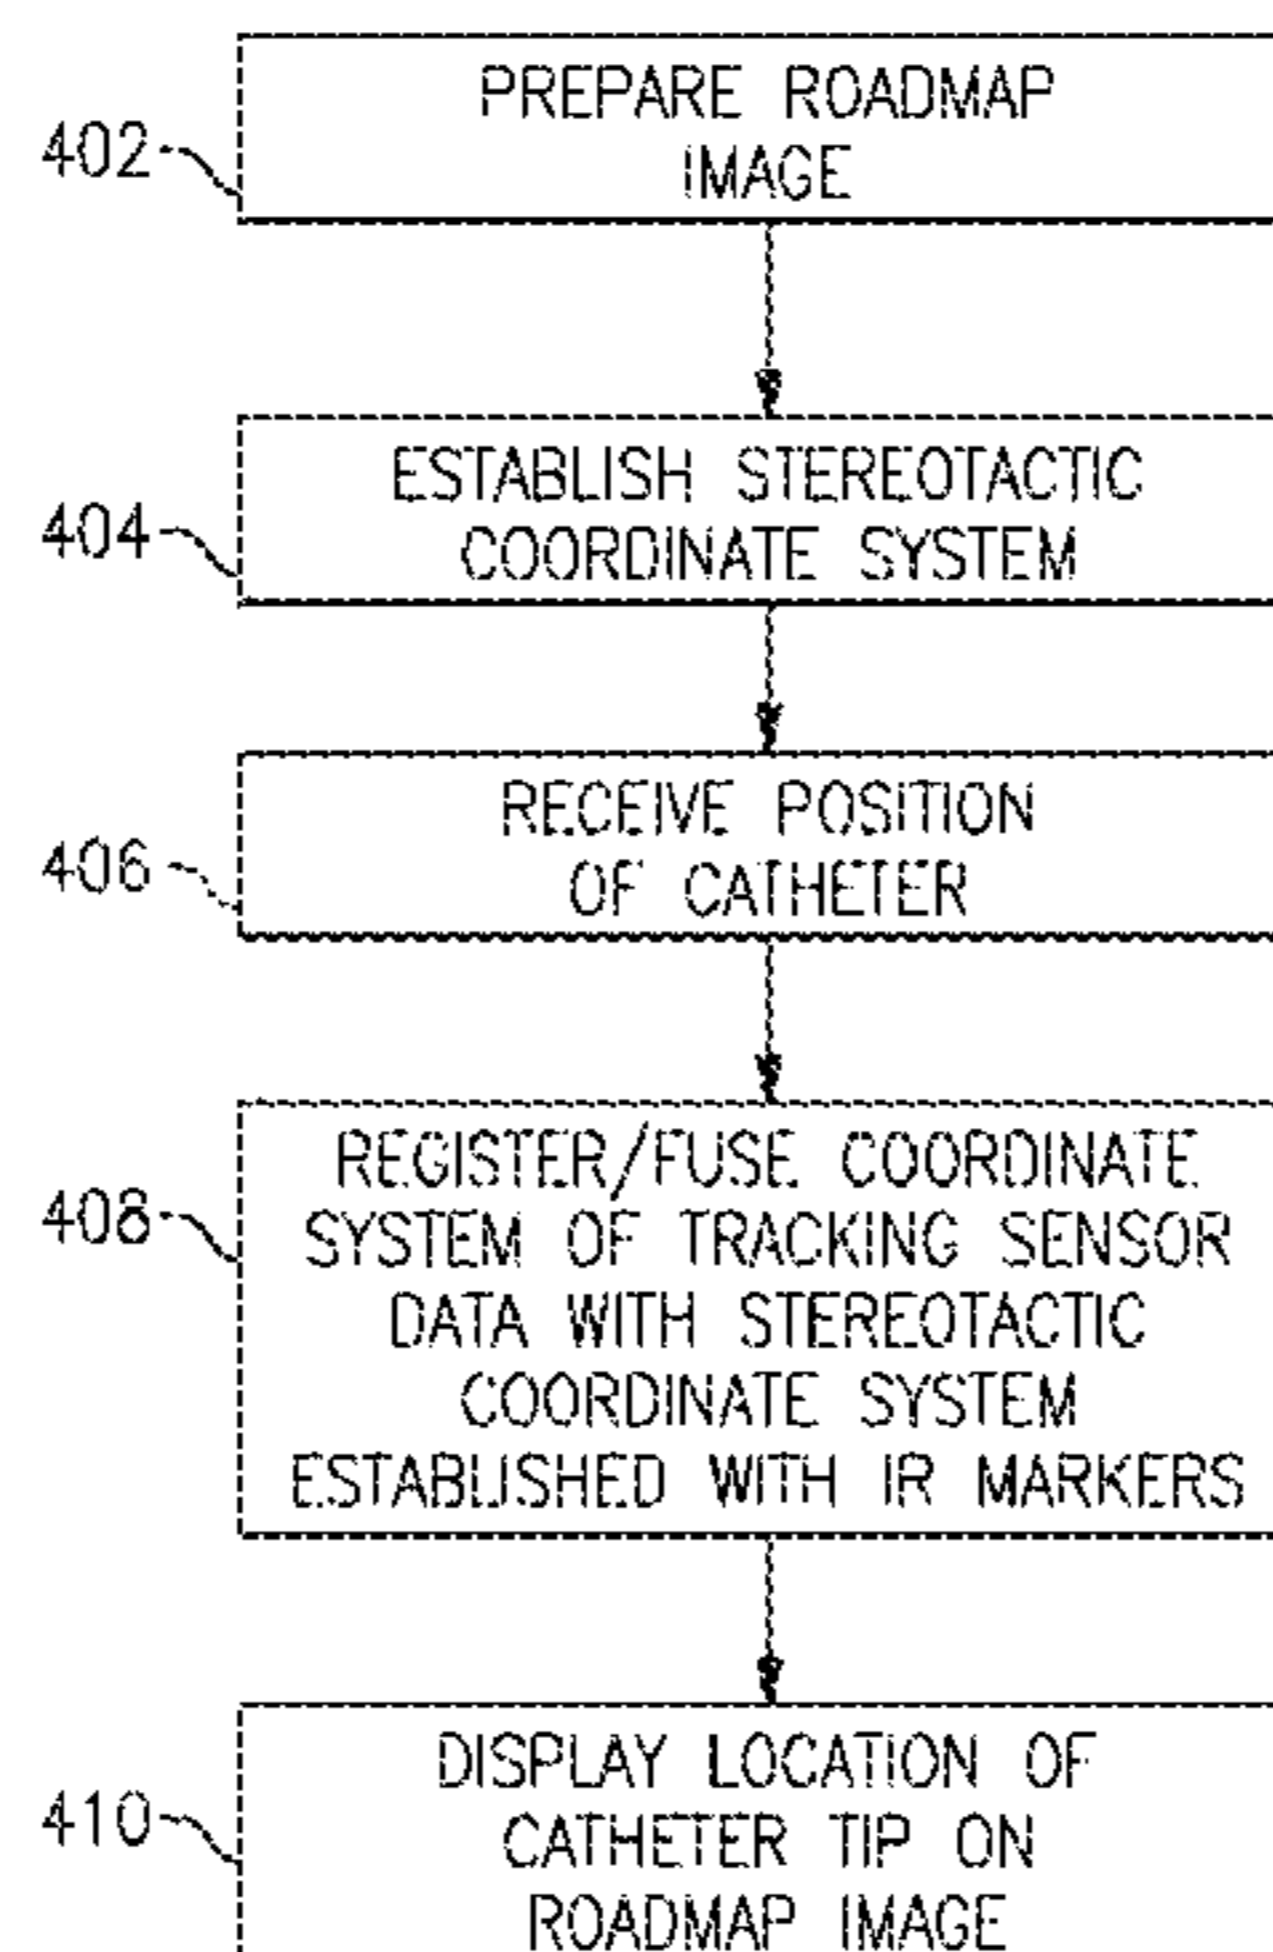 PREPARE ROADMAP
IMAGE
402
ESTABLISH STEREOTACTIC
COORDINATE SYSTEM
404
RECEIVE POSITION
OF CATHETER
406
REGISTER/FUSE COORDINATE
SYSTEM OF TRACKING SENSOR
DATA WITH STEREOTACTIC
COORDINATE SYSTEM
ESTABLISHED WITH IR MARKERS
408
DISPLAY LOCATION OF
CATHETER TIP ON
ROADMAP IMAGE
410